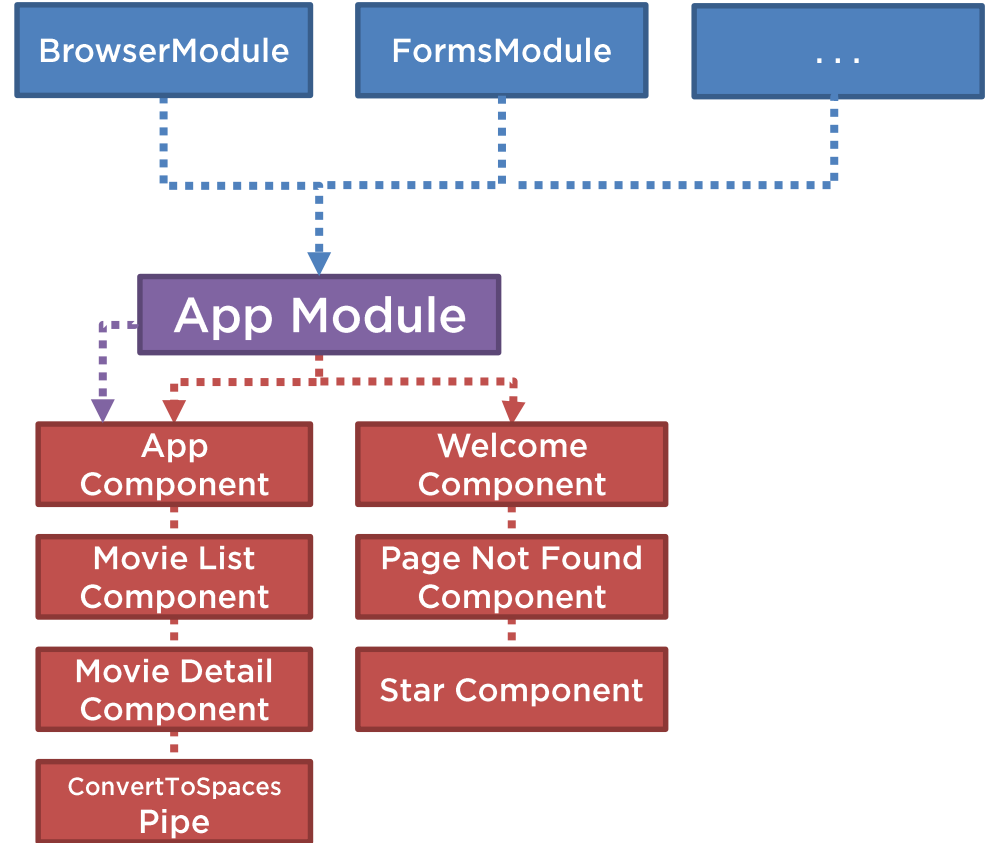 BrowserModule
FormsModule
...
App Module
App
Component
Welcome
Component
Movie List
Component
Page Not Found
Component
Movie Detail
Component
Star Component
ConvertToSpaces
Pipe